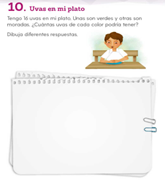 10. Uvas en mi plato
Tengo 16 uvas en mi plato. Unas son verdes y otras son
moradas. ¿Cuántas uvas de cada color podría tener?
Dibuja diferentes respuestas.